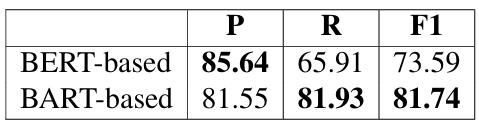 P R F1
BERT-based 85.64 65.91 73.59
BART-based 81.55 81.93 81.74